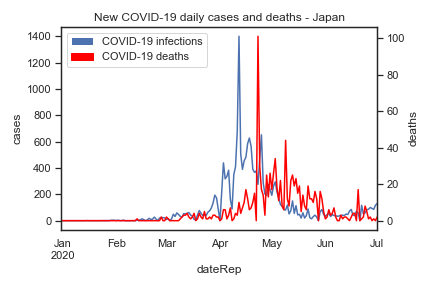 New COVID-19 daily cases and deaths - Japan
COVID-19 infections
COVID-19 deaths
1400
1200
1000
800
600
400
200
0
cases
100
80
60
40
20
0
deaths
Jan
2020
Feb
Mar
Apr
May
Jun
Jul
dateRep